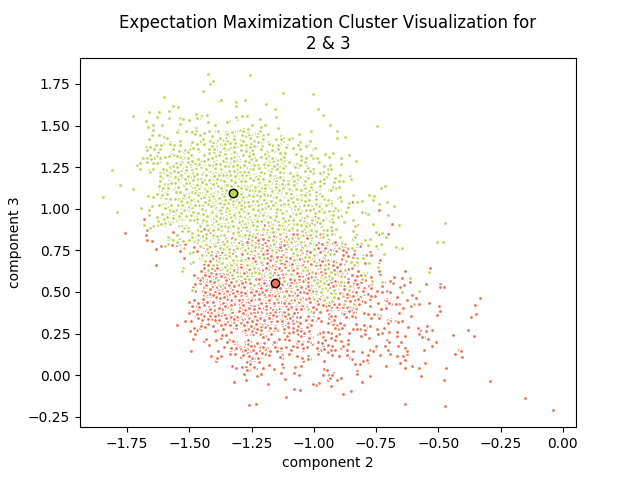 Expectation Maximization Cluster Visualization for
2 & 3
component 3
1.75
1.50
1.25
1.00
0.75
0.50
0.25
0.00
−0.25
−1.75 −1.50 −1.25 −1.00 −0.75 −0.50 −0.25 0.00
component 2